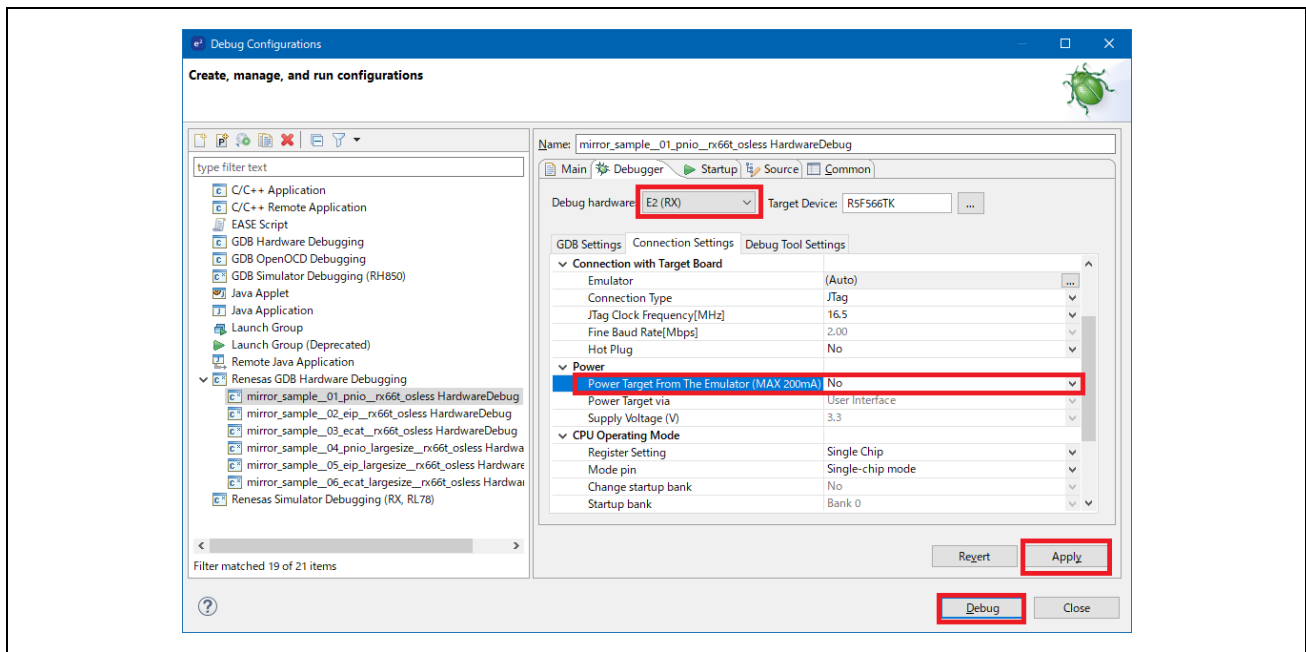 Debug Configurations
Create, manage, and run configurations
type filter text
C/C++ Application
C/C++ Remote Application
EASE Script
GDB Hardware Debugging
GDB OpenOCD Debugging
GDB Simulator Debugging (RH850)
Java Applet
Java Application
Launch Group
Launch Group (Deprecated)
Remote Java Application
Renesas GDB Hardware Debugging
mirror_sample__01_pnio__rx66t_osless HardwareDebug
mirror_sample__02_eip__rx66t_osless HardwareDebug
mirror_sample__03_ecat__rx66t_osless HardwareDebug
mirror_sample__04_pnio_largesize__rx66t_osless Hardwa
mirror_sample__05_eip_largesize__rx66t_osless Hardware
mirror_sample__06_ecat_largesize__rx66t_osless Hardwar
Renesas Simulator Debugging (RX, RL78)
Filter matched 19 of 21 items
Name: mirror_sample__01_pnio__rx66t_osless HardwareDebug
Main Debugger Startup Source Common
Debug hardware: E2 (RX) Target Device: R5F566TK ...
GDB Settings Connection Settings Debug Tool Settings
Connection with Target Board
Emulator (Auto) ...
Connection Type JTag
JTag Clock Frequency[MHz] 16.5
Fine Baud Rate[Mbps] 2.00
Hot Plug No
Power
Power Target From The Emulator (MAX 200mA) No
Power Target via User Interface
Supply Voltage (V) 3.3
CPU Operating Mode
Register Setting Single Chip
Mode pin Single-chip mode
Change startup bank No
Startup bank Bank 0
Revert Apply
Debug Close